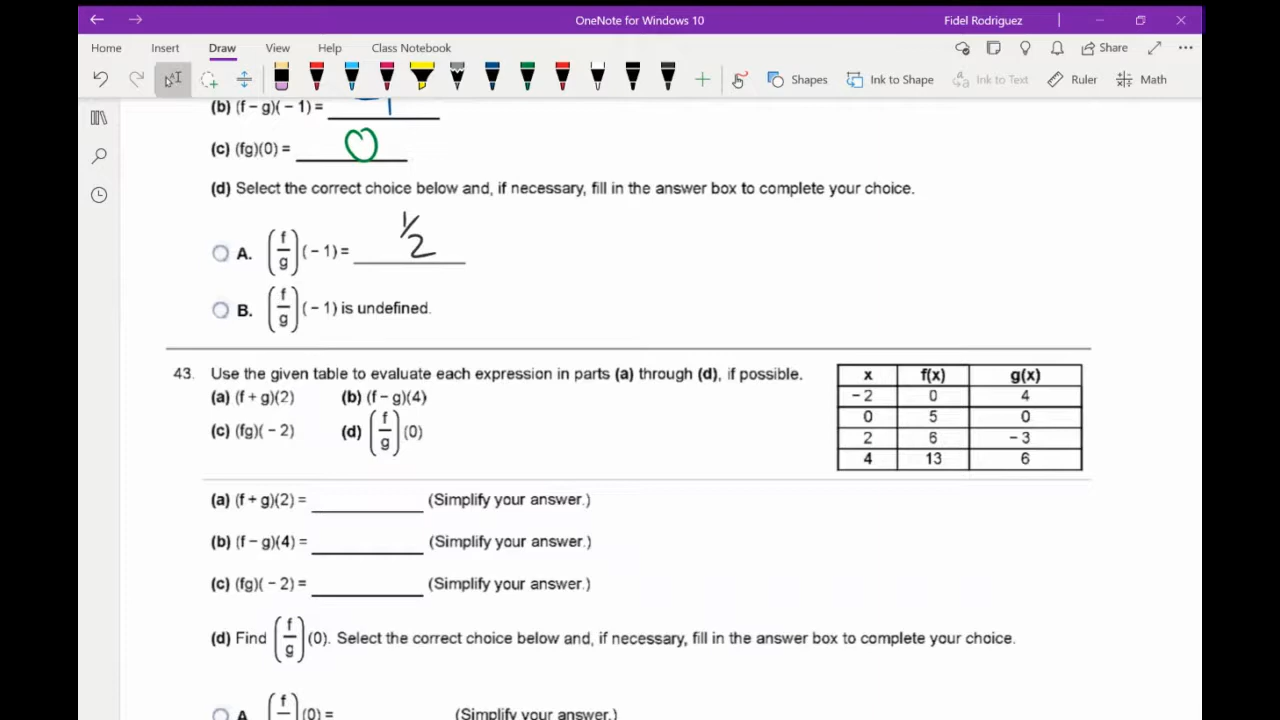 OneNote for Windows 10
Fidel Rodriguez
Home Insert Draw View Help Class Notebook Share
Shapes Ink to Shape Ink to Text Ruler Math
(b) (f − g)( − 1) =
(c) (fg)(0) = 0
(d) Select the correct choice below and, if necessary, fill in the answer box to complete your choice.
A. (f/g)( − 1) = 1/2
B. (f/g)( − 1) is undefined.
43. Use the given table to evaluate each expression in parts (a) through (d), if possible.
(a) (f + g)(2) (b) (f − g)(4)
(c) (fg)( − 2) (d) (f/g)(0)
x f(x) g(x)
− 2 0 4
0 5 0
2 6 − 3
4 13 6
(a) (f + g)(2) = (Simplify your answer.)
(b) (f − g)(4) = (Simplify your answer.)
(c) (fg)( − 2) = (Simplify your answer.)
(d) Find (f/g)(0). Select the correct choice below and, if necessary, fill in the answer box to complete your choice.
A. (f/ (0) = (Simplify your answer.)